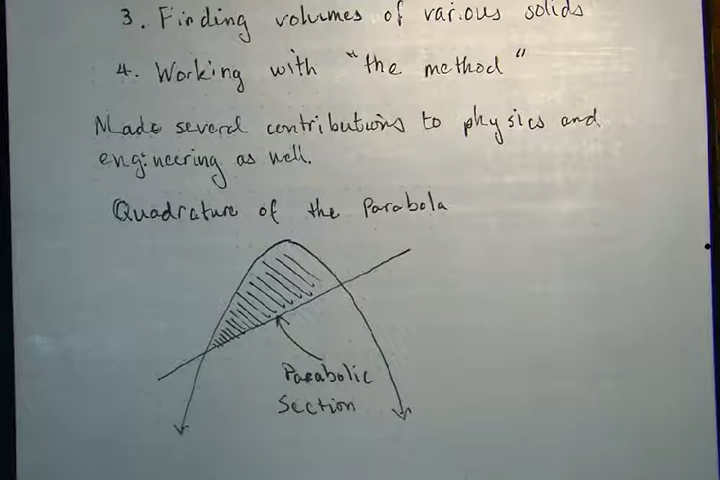 3. Finding volumes of various solids
4. Working with "the method"
Made several contributions to physics and
engineering as well.
Quadrature of the Parabola
Parabolic
Section